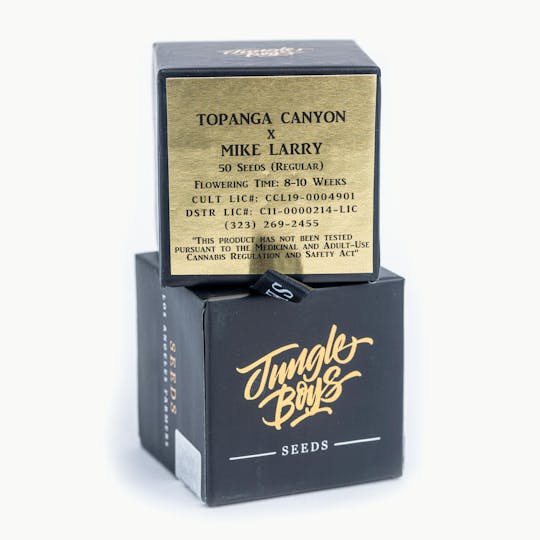 Jungle
Boys
TOPANGA CANYON
X
MIKE LARRY
50 SEEDS (REGULAR)
FLOWERING TIME: 8-10 WEEKS
CULT LIC#: CCL19-0004901
DSTR LIC#: C11-0000214-LIC
(323) 269-2455
"THIS PRODUCT HAS NOT BEEN TESTED
PURSUANT TO THE MEDICINAL AND ADULT-USE
CANNABIS REGULATION AND SAFETY ACT"
SEEDS
LOS ANGELES FARMERS
Jungle
Boys
SEEDS